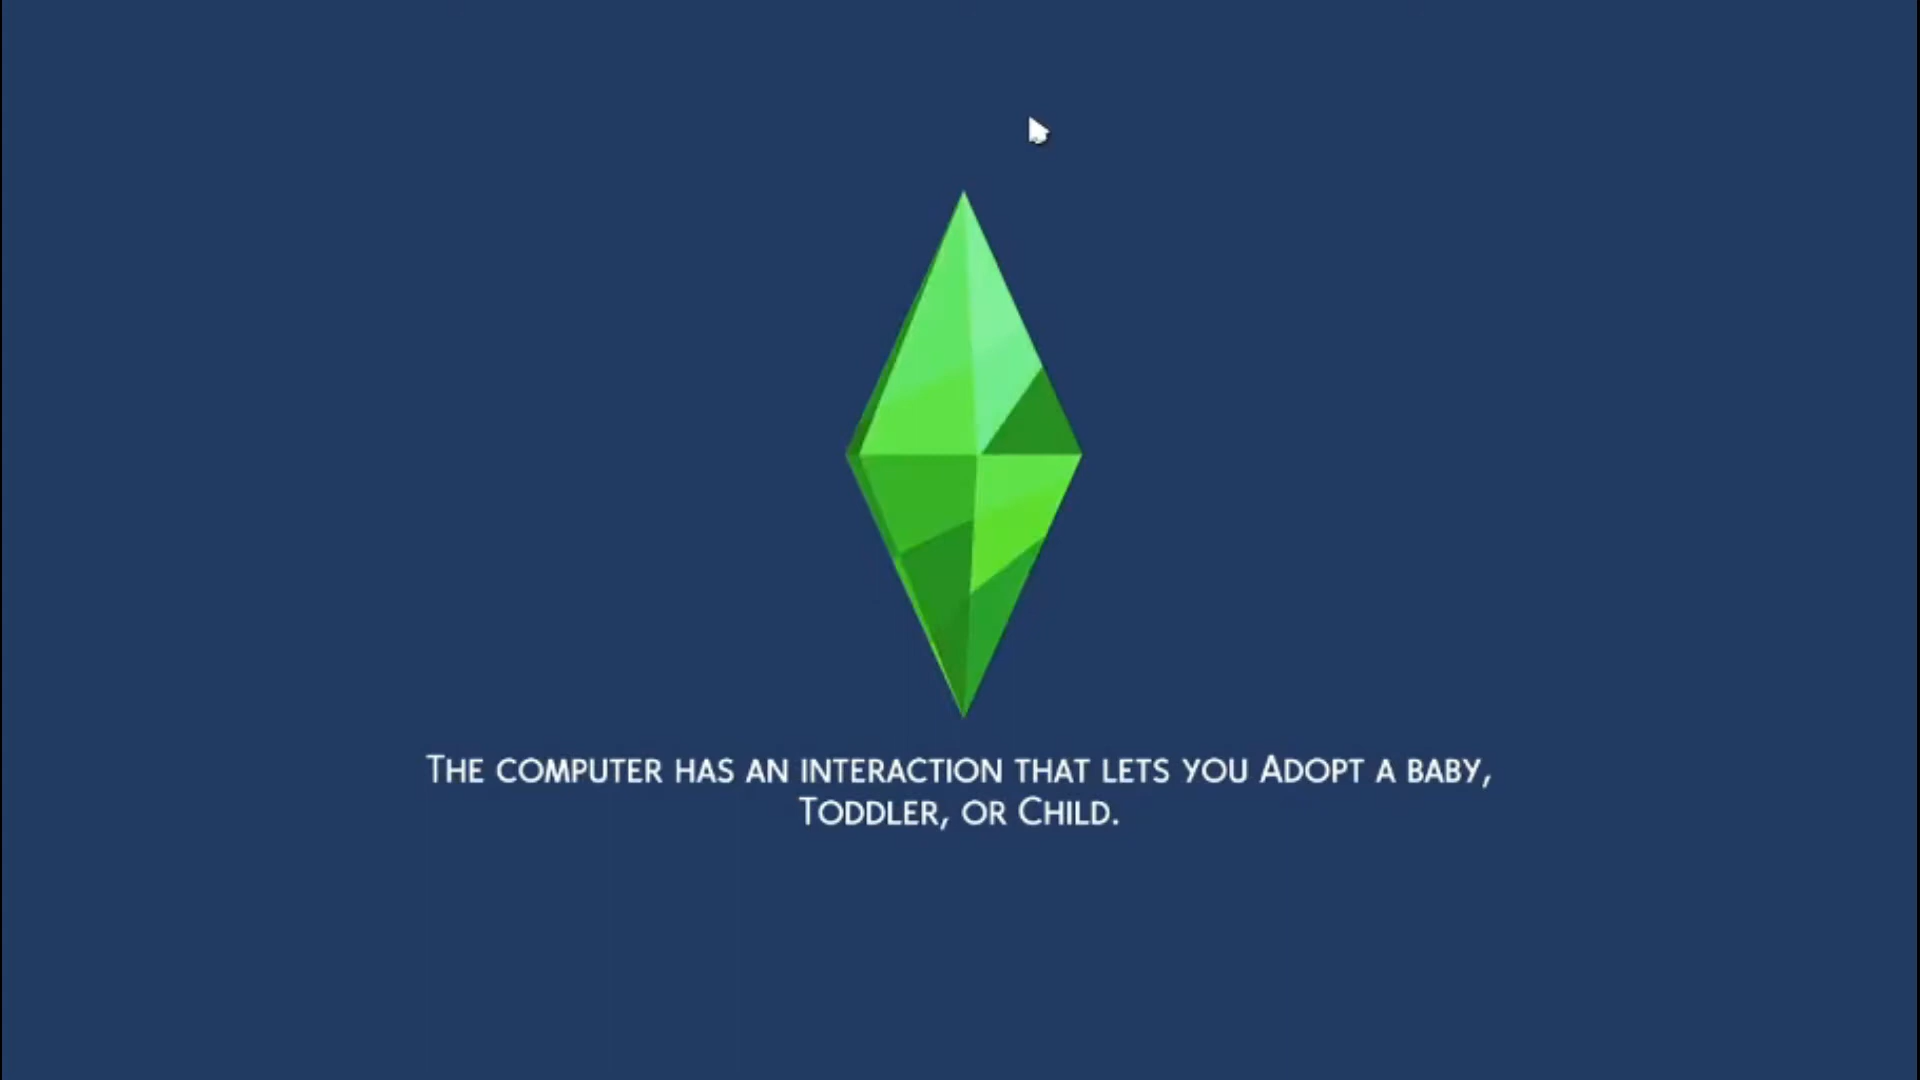 The computer has an interaction that lets you Adopt a baby,
Toddler, or Child.